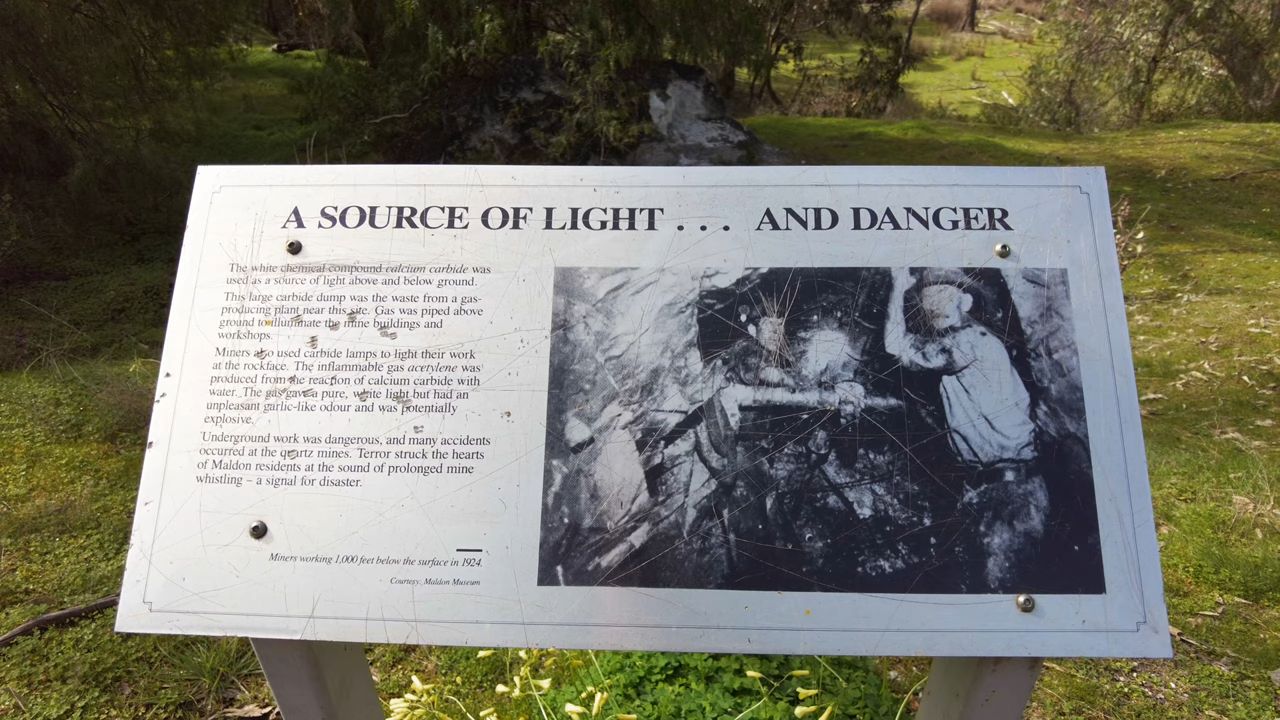 A SOURCE OF LIGHT . . . AND DANGER
The white chemical compound calcium carbide was
used as a source of light above and below ground.
This large carbide dump was the waste from a gas-
producing plant near this site. Gas was piped above
ground to illuminate the mine buildings and
workshops.
Miners also used carbide lamps to light their work
at the rockface. The inflammable gas acetylene was
produced from the reaction of calcium carbide with
water. The gas gave a pure, white light but had an
unpleasant garlic-like odour and was potentially
explosive.
Underground work was dangerous, and many accidents
occurred at the quartz mines. Terror struck the hearts
of Maldon residents at the sound of prolonged mine
whistling – a signal for disaster.
Miners working 1,000 feet below the surface in 1924.
Courtesy: Maldon Museum